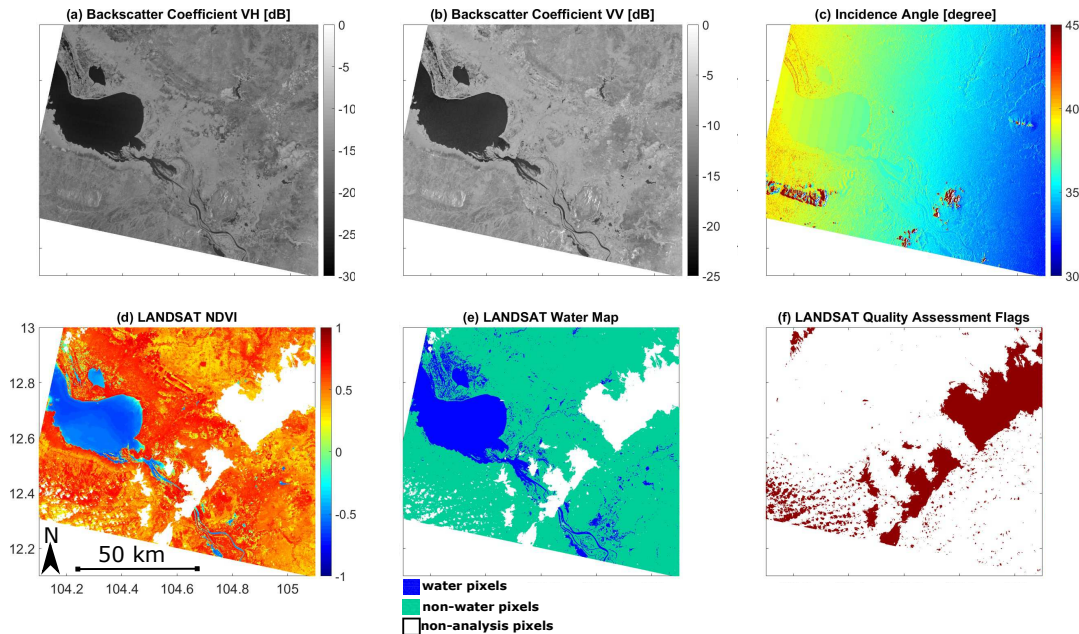 (a) Backscatter Coefficient VH [dB]
0
-5
-10
-15
-20
-25
-30
(b) Backscatter Coefficient VV [dB]
0
-5
-10
-15
-20
-25
(c) Incidence Angle [degree]
45
40
35
30
(d) LANDSAT NDVI
13
12.8
12.6
12.4
12.2
N
50 km
104.2 104.4 104.6 104.8 105
1
0.5
0
-0.5
-1
(e) LANDSAT Water Map
water pixels
non-water pixels
non-analysis pixels
(f) LANDSAT Quality Assessment Flags